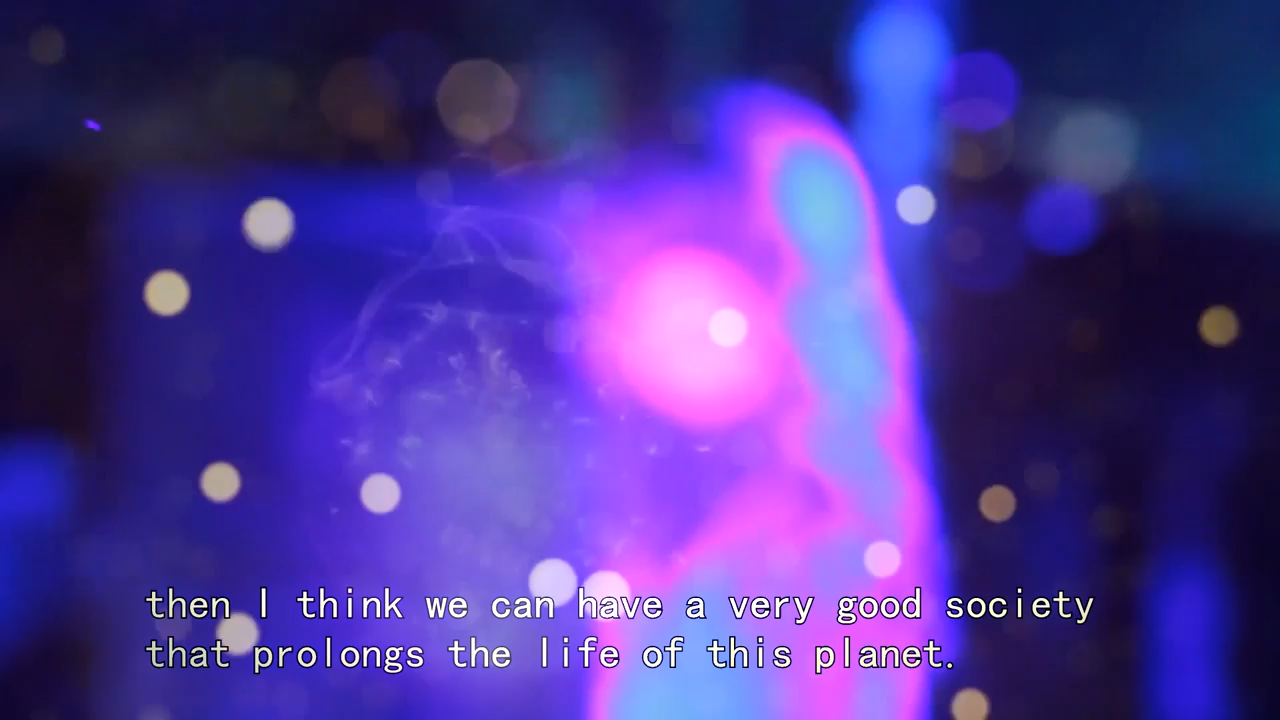 then I think we can have a very good society
that prolongs the life of this planet.